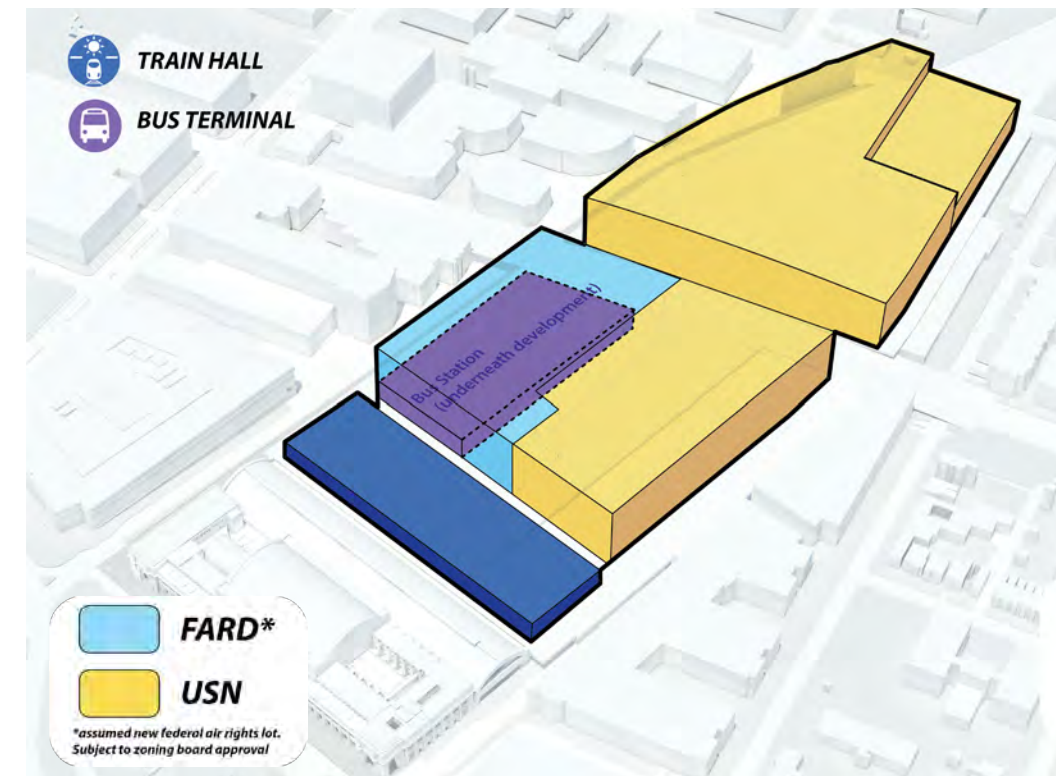 TRAIN HALL
BUS TERMINAL
Bus Station
(underneath development)
FARD*
USN
*assumed new federal air rights lot.
Subject to zoning board approval